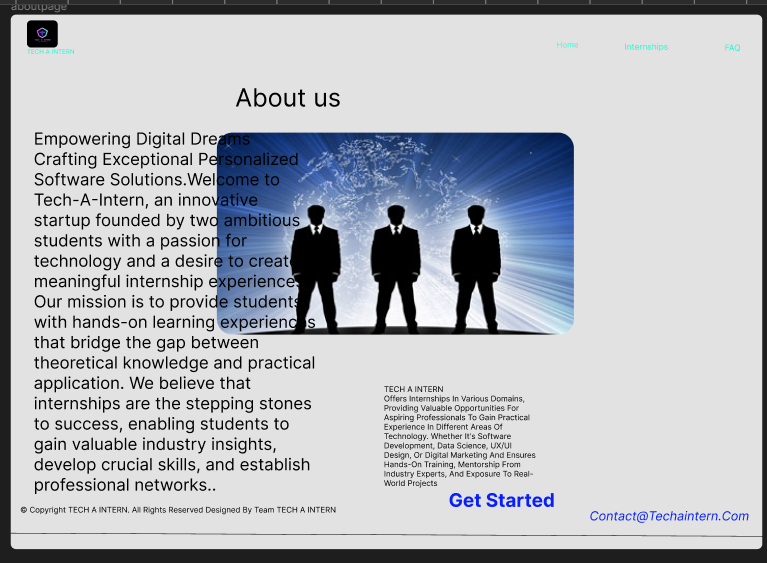 aboutpage
TECH A INTERN
Home
Internships
FAQ
About us
Empowering Digital Dreams
Crafting Exceptional Personalized
Software Solutions.Welcome to
Tech-A-Intern, an innovative
startup founded by two ambitious
students with a passion for
technology and a desire to create
meaningful internship experiences.
Our mission is to provide students
with hands-on learning experiences
that bridge the gap between
theoretical knowledge and practical
application. We believe that
internships are the stepping stones
to success, enabling students to
gain valuable industry insights,
develop crucial skills, and establish
professional networks..
TECH A INTERN
Offers Internships In Various Domains,
Providing Valuable Opportunities For
Aspiring Professionals To Gain Practical
Experience In Different Areas Of
Technology. Whether It's Software
Development, Data Science, UX/UI
Design, Or Digital Marketing And Ensures
Hands-On Training, Mentorship From
Industry Experts, And Exposure To Real-
World Projects
Get Started
© Copyright TECH A INTERN. All Rights Reserved Designed By Team TECH A INTERN
Contact@Techaintern.Com